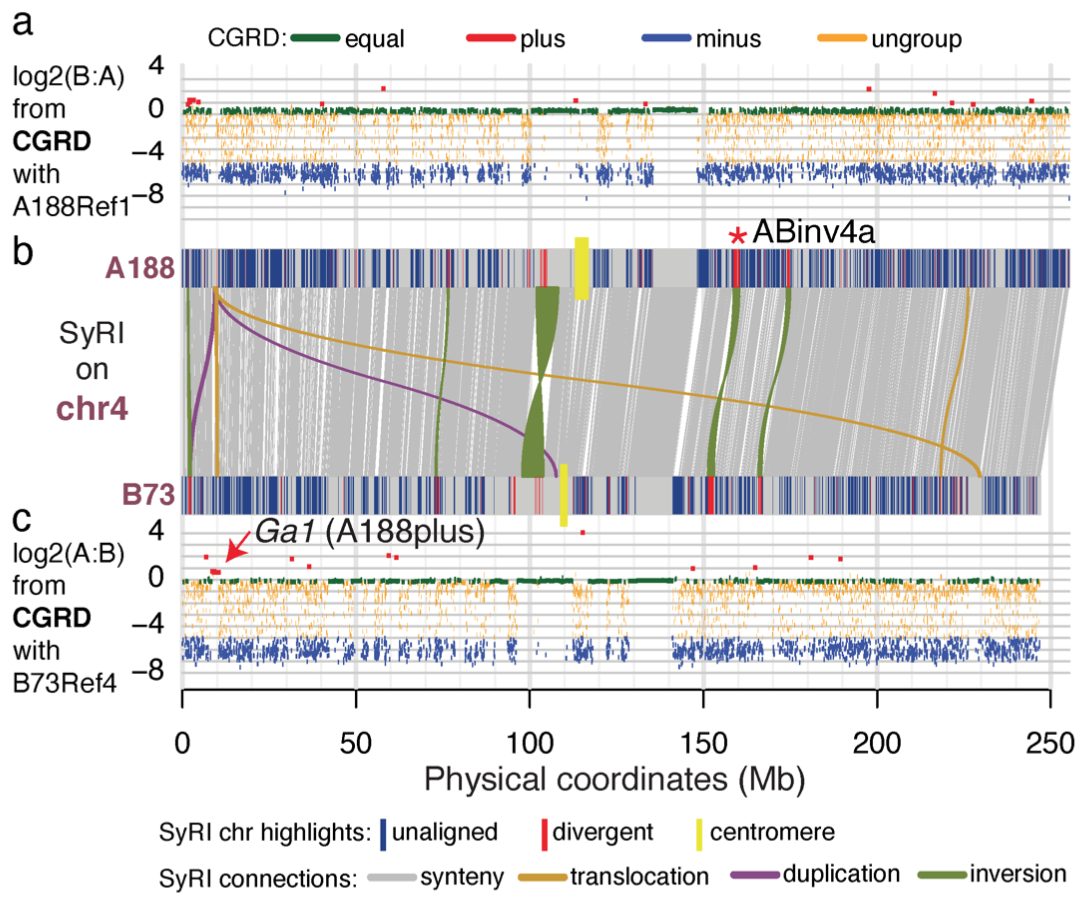 a
CGRD: equal plus minus ungroup
log2(B:A)
from
CGRD
with
A188Ref1
4
0
−4
−8
b
* ABinv4a
A188
SyRI
on
chr4
B73
c
Ga1 (A188plus)
log2(A:B)
from
CGRD
with
B73Ref4
4
0
−4
−8
0 50 100 150 200 250
Physical coordinates (Mb)
SyRI chr highlights: unaligned divergent centromere
SyRI connections: synteny translocation duplication inversion